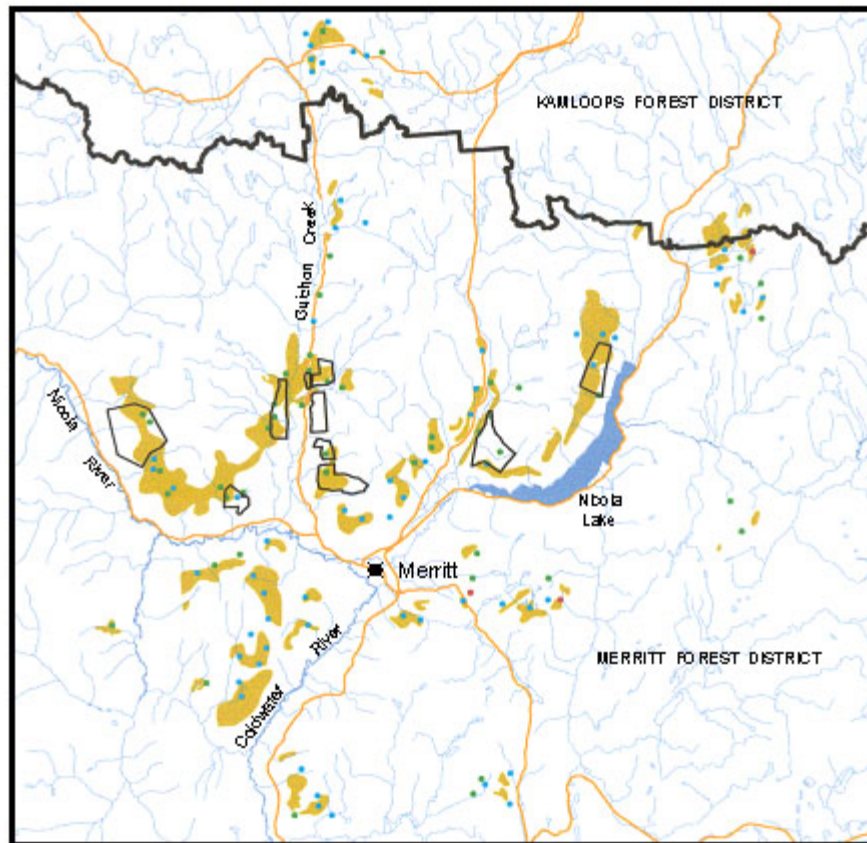 KAMLOOPS FOREST DISTRICT
Guichon Creek
Nicola
River
Nicola
Lake
Merritt
River
Coldwater
MERRITT FOREST DISTRICT